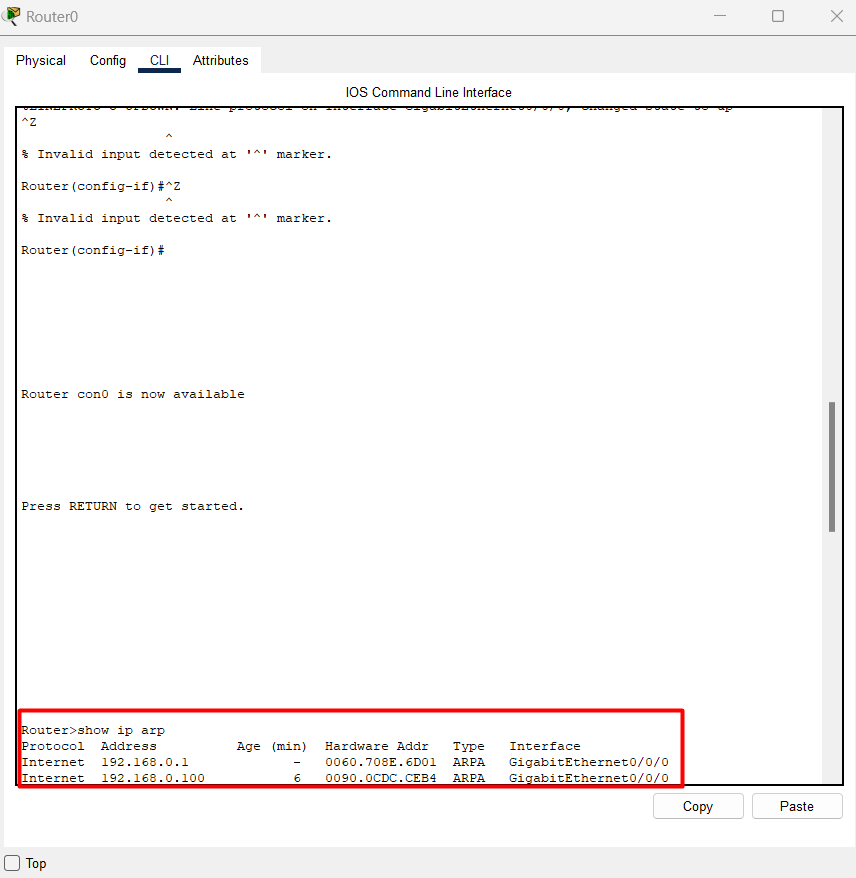 Router0
Physical Config CLI Attributes
IOS Command Line Interface
^Z
^
% Invalid input detected at '^' marker.
Router(config-if)#^Z
^
% Invalid input detected at '^' marker.
Router(config-if)#
Router con0 is now available
Press RETURN to get started.
Router>show ip arp
Protocol Address Age (min) Hardware Addr Type Interface
Internet 192.168.0.1 - 0060.708E.6D01 ARPA GigabitEthernet0/0/0
Internet 192.168.0.100 6 0090.0CDC.CEB4 ARPA GigabitEthernet0/0/0
Copy Paste
Top